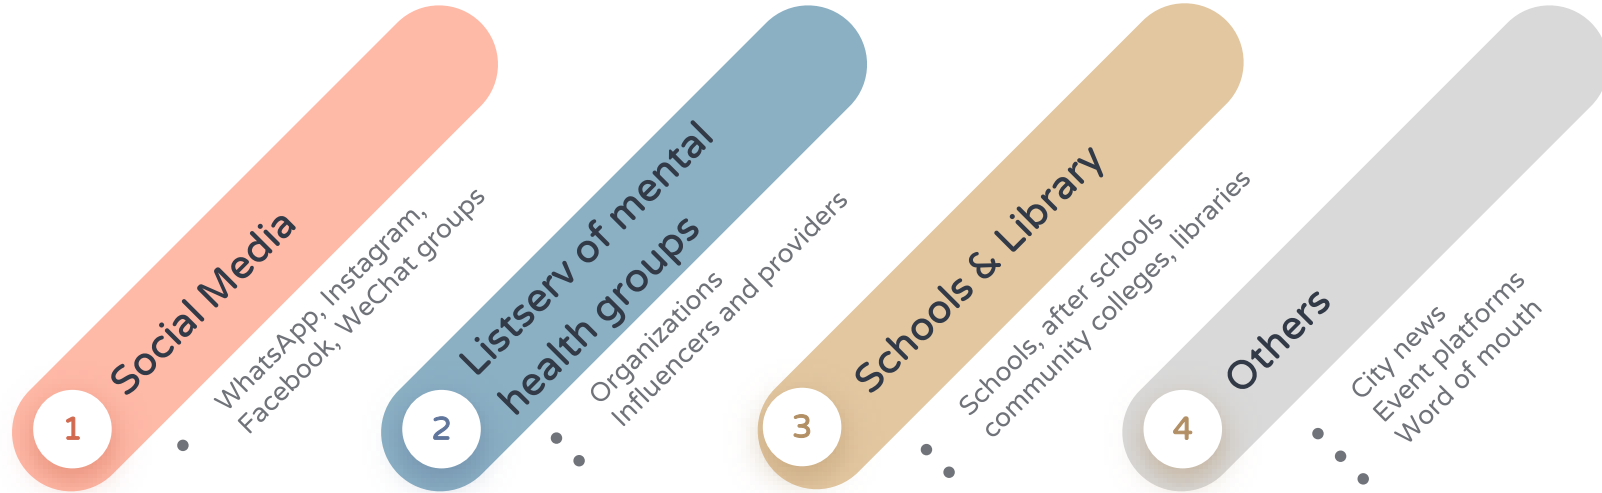 1
Social Media
WhatsApp, Instagram,
Facebook, WeChat groups
2
Listserv of mental
health groups
Organizations
Influencers and providers
3
Schools & Library
Schools, after schools
community colleges, libraries
4
Others
City news
Event platforms
Word of mouth